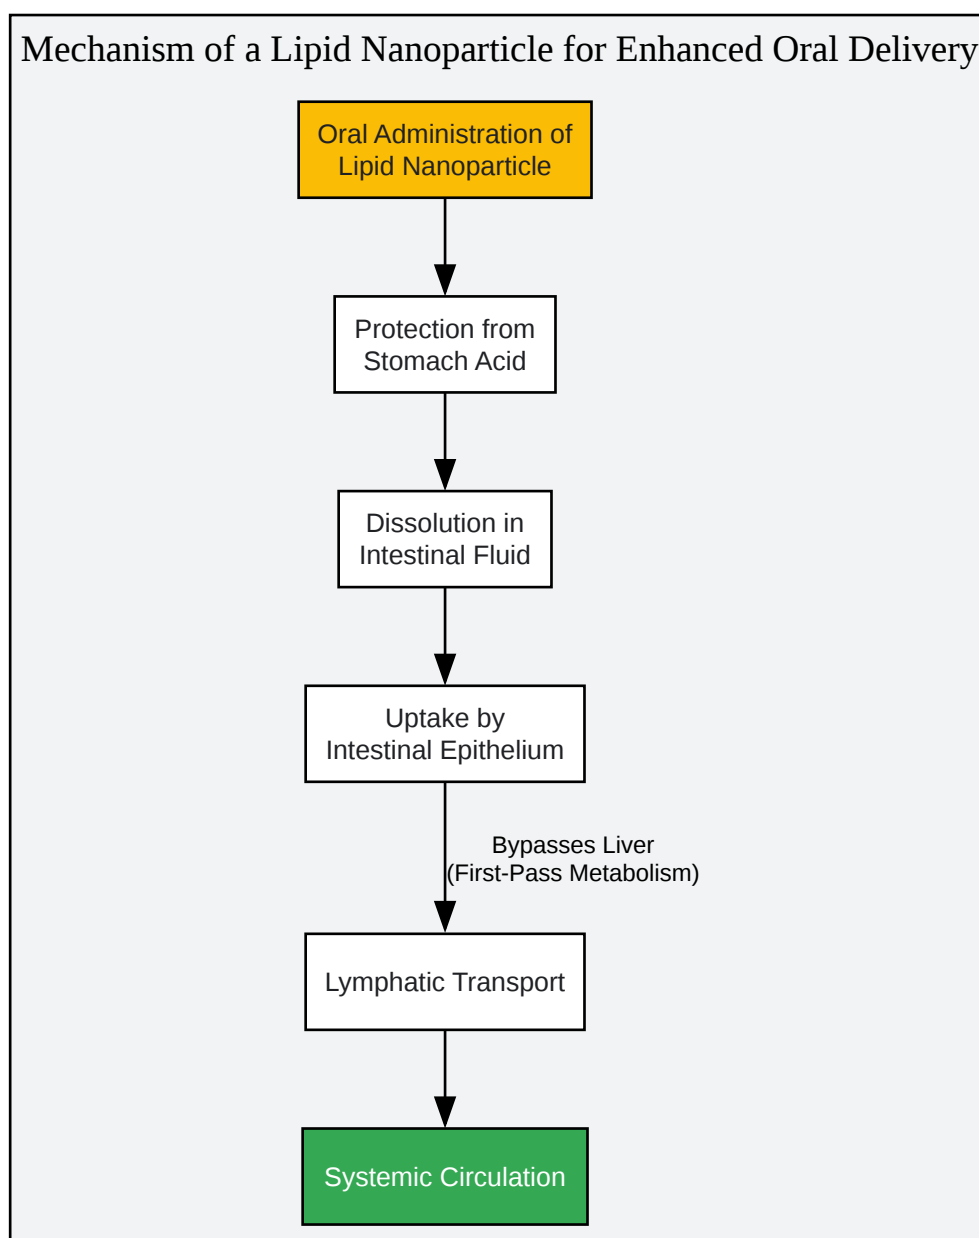 Mechanism of a Lipid Nanoparticle for Enhanced Oral Delivery
Oral Administration of
Lipid Nanoparticle
Protection from
Stomach Acid
Dissolution in
Intestinal Fluid
Uptake by
Intestinal Epithelium
Bypasses Liver
(First-Pass Metabolism)
Lymphatic Transport
Systemic Circulation